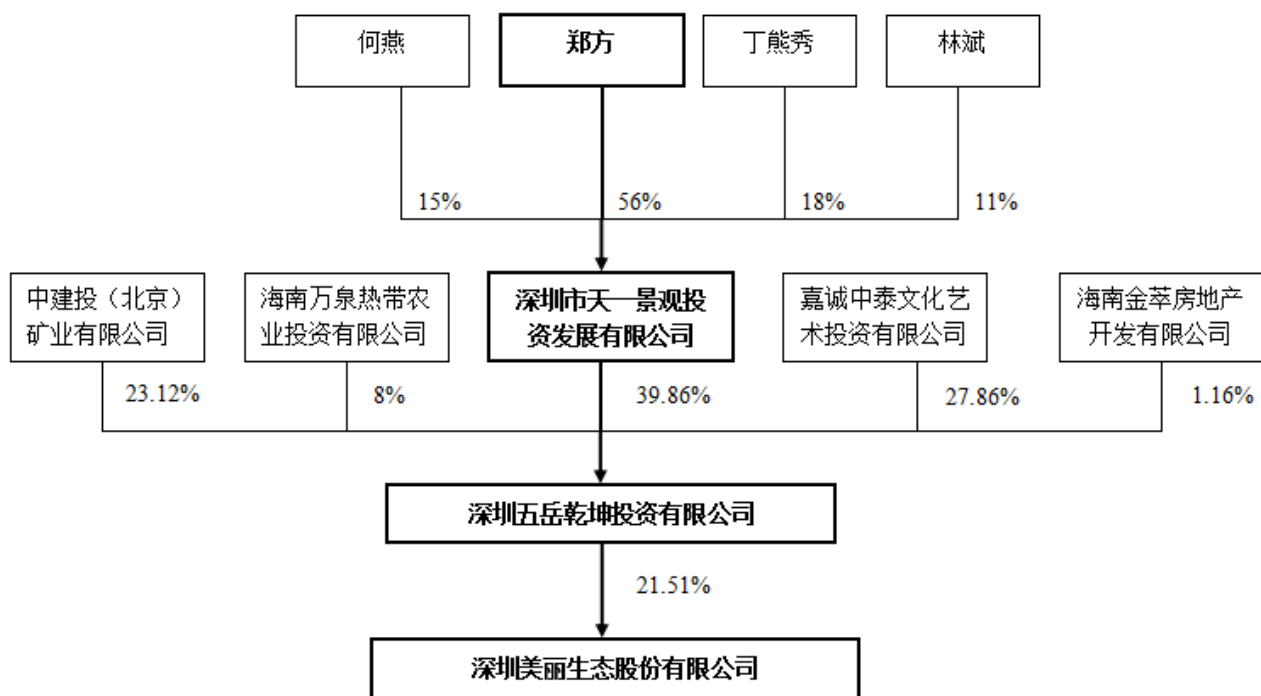 何燕
郑方
丁熊秀
林斌
15%
56%
18%
11%
中建投（北京）
矿业有限公司
海南万泉热带农
业投资有限公司
深圳市天一景观投
资发展有限公司
嘉诚中泰文化艺
术投资有限公司
海南金萃房地产
开发有限公司
23.12%
8%
39.86%
27.86%
1.16%
深圳五岳乾坤投资有限公司
21.51%
深圳美丽生态股份有限公司